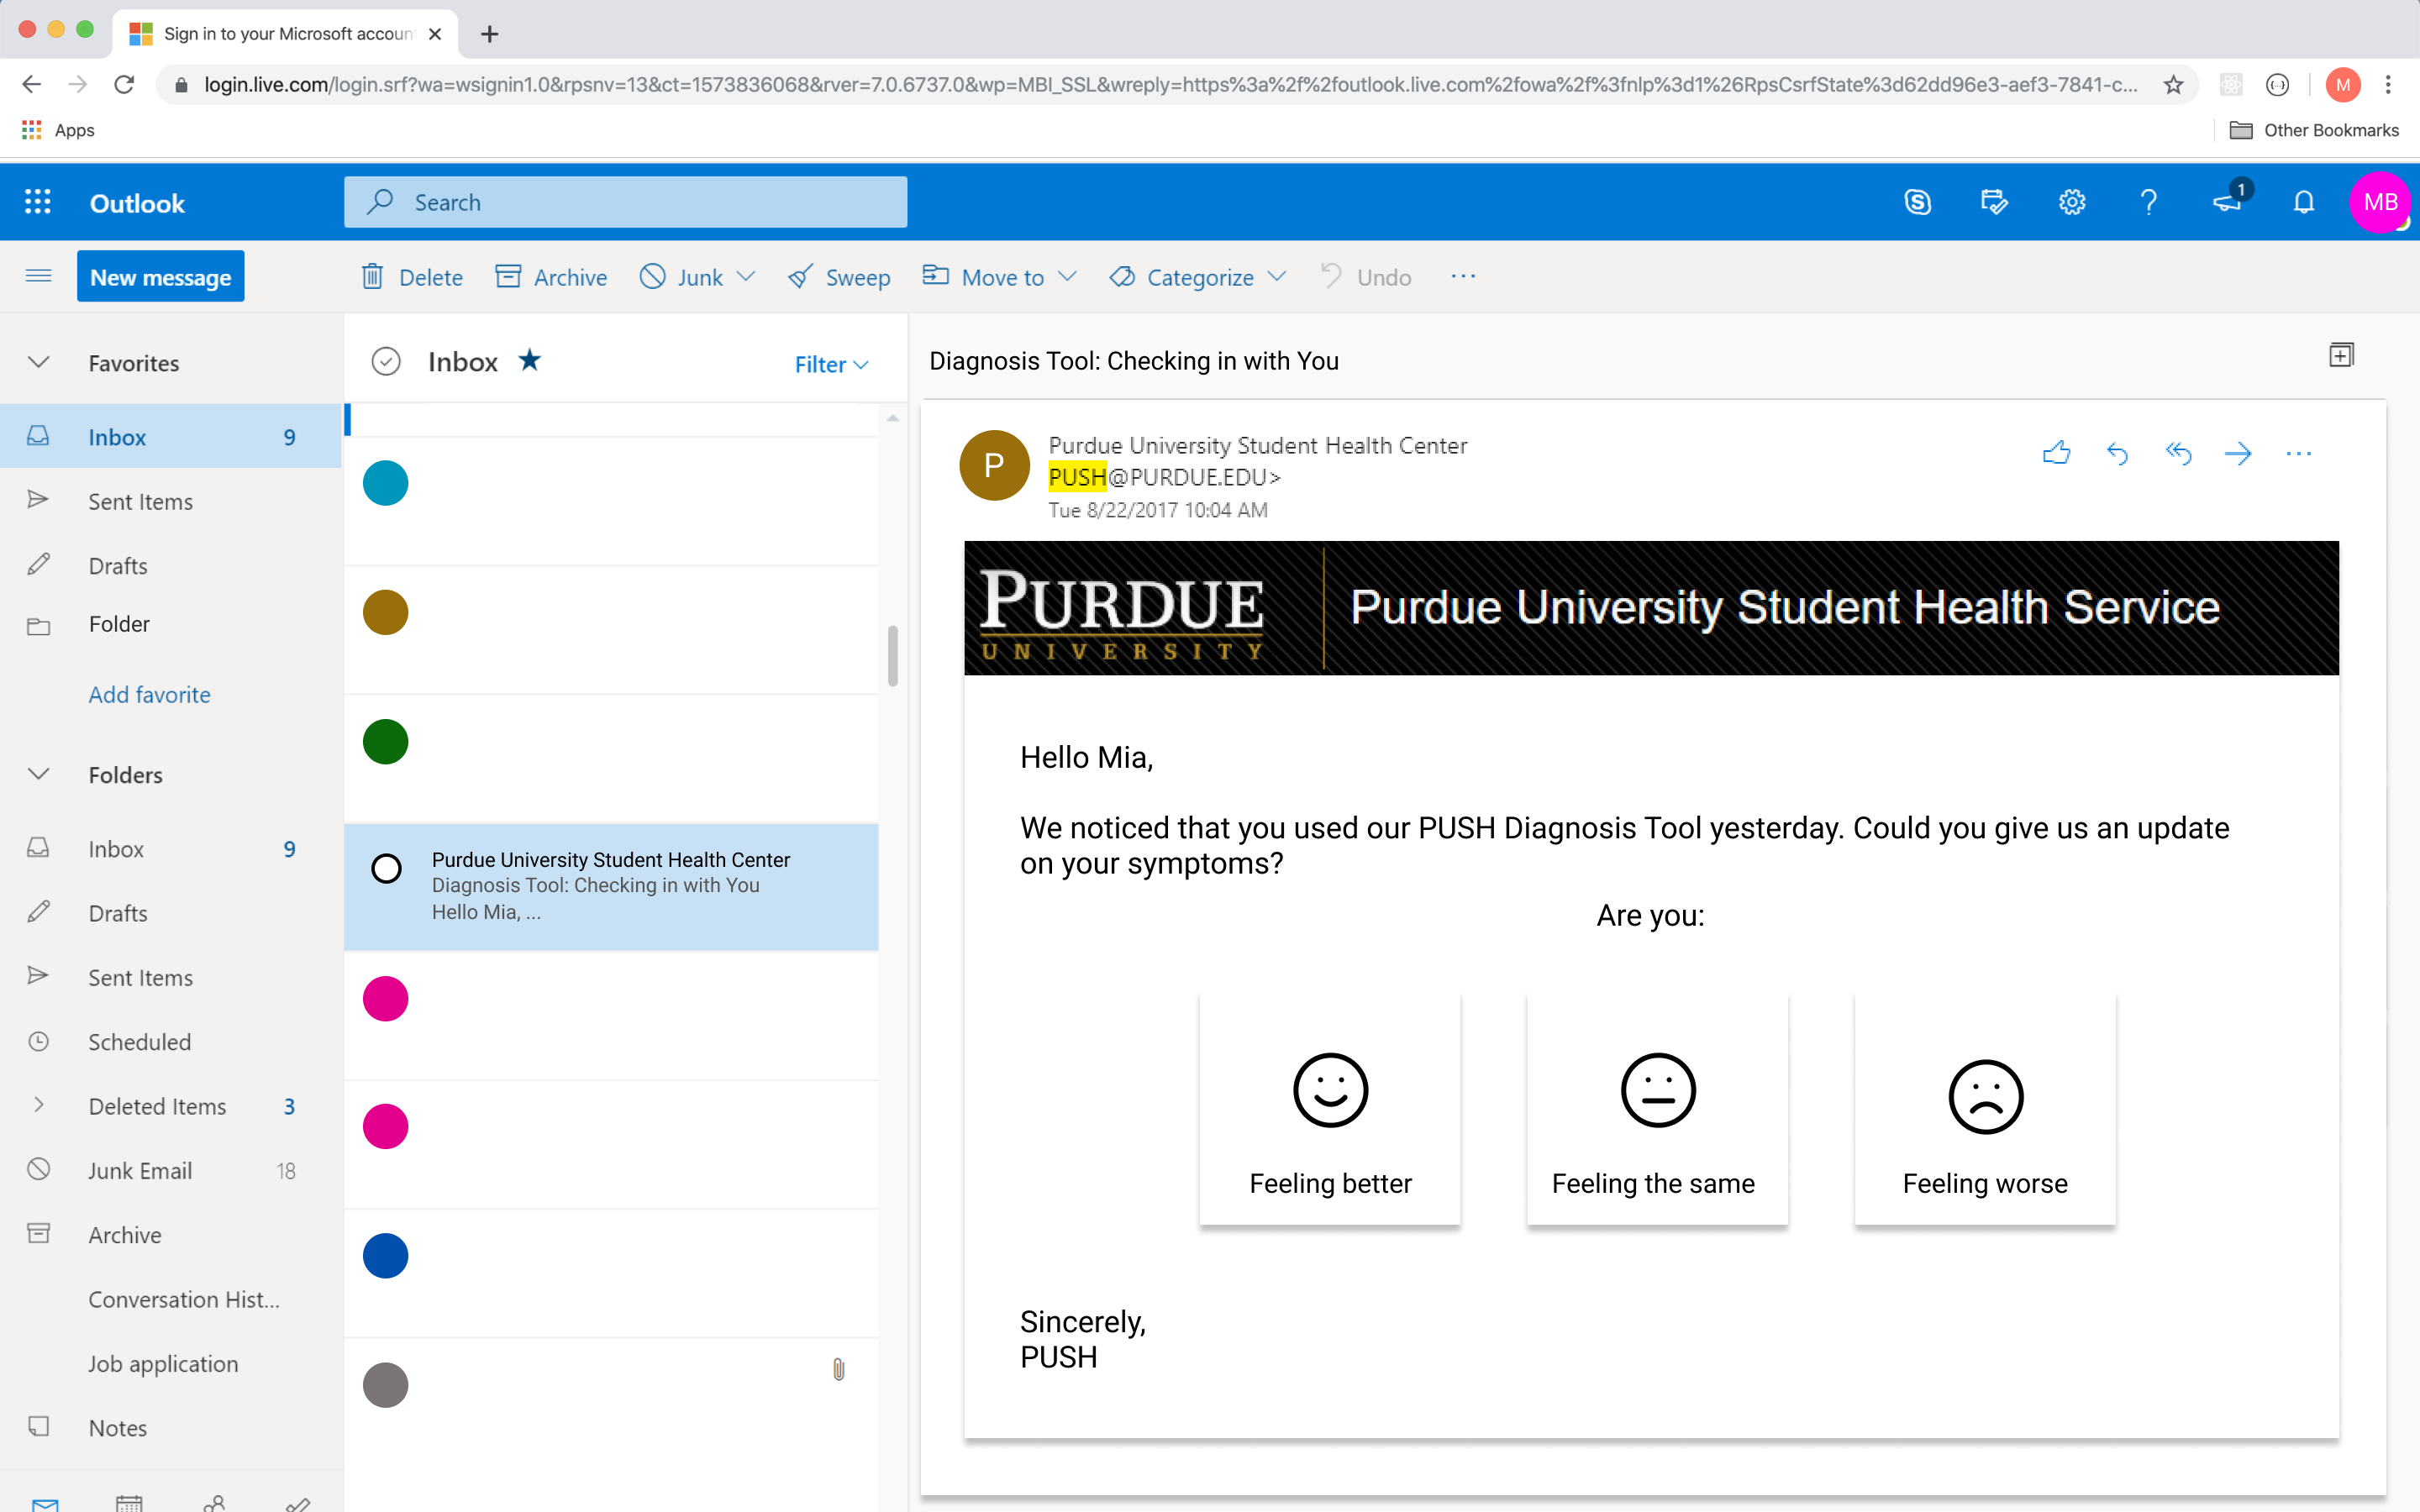 Sign in to your Microsoft accoun
login.live.com/login.srf?wa=wsignin1.0&rpsnv=13&ct=1573836068&rver=7.0.6737.0&wp=MBI_SSL&wreply=https%3a%2f%2foutlook.live.com%2fowa%2f%3fnlp%3d1%26RpsCsrfState%3d62dd96e3-aef3-7841-c...
M
Apps
Other Bookmarks
Outlook
Search
1
MB
New message
Delete
Archive
Junk
Sweep
Move to
Categorize
Undo
Favorites
Inbox 9
Sent Items
Drafts
Folder
Add favorite
Folders
Inbox 9
Drafts
Sent Items
Scheduled
Deleted Items 3
Junk Email 18
Archive
Conversation Hist...
Job application
Notes
Inbox
Filter
Purdue University Student Health Center
Diagnosis Tool: Checking in with You
Hello Mia, ...
Diagnosis Tool: Checking in with You
P
Purdue University Student Health Center
PUSH@PURDUE.EDU>
Tue 8/22/2017 10:04 AM
PURDUE
UNIVERSITY
Purdue University Student Health Service
Hello Mia,
We noticed that you used our PUSH Diagnosis Tool yesterday. Could you give us an update
on your symptoms?
Are you:
Feeling better
Feeling the same
Feeling worse
Sincerely,
PUSH